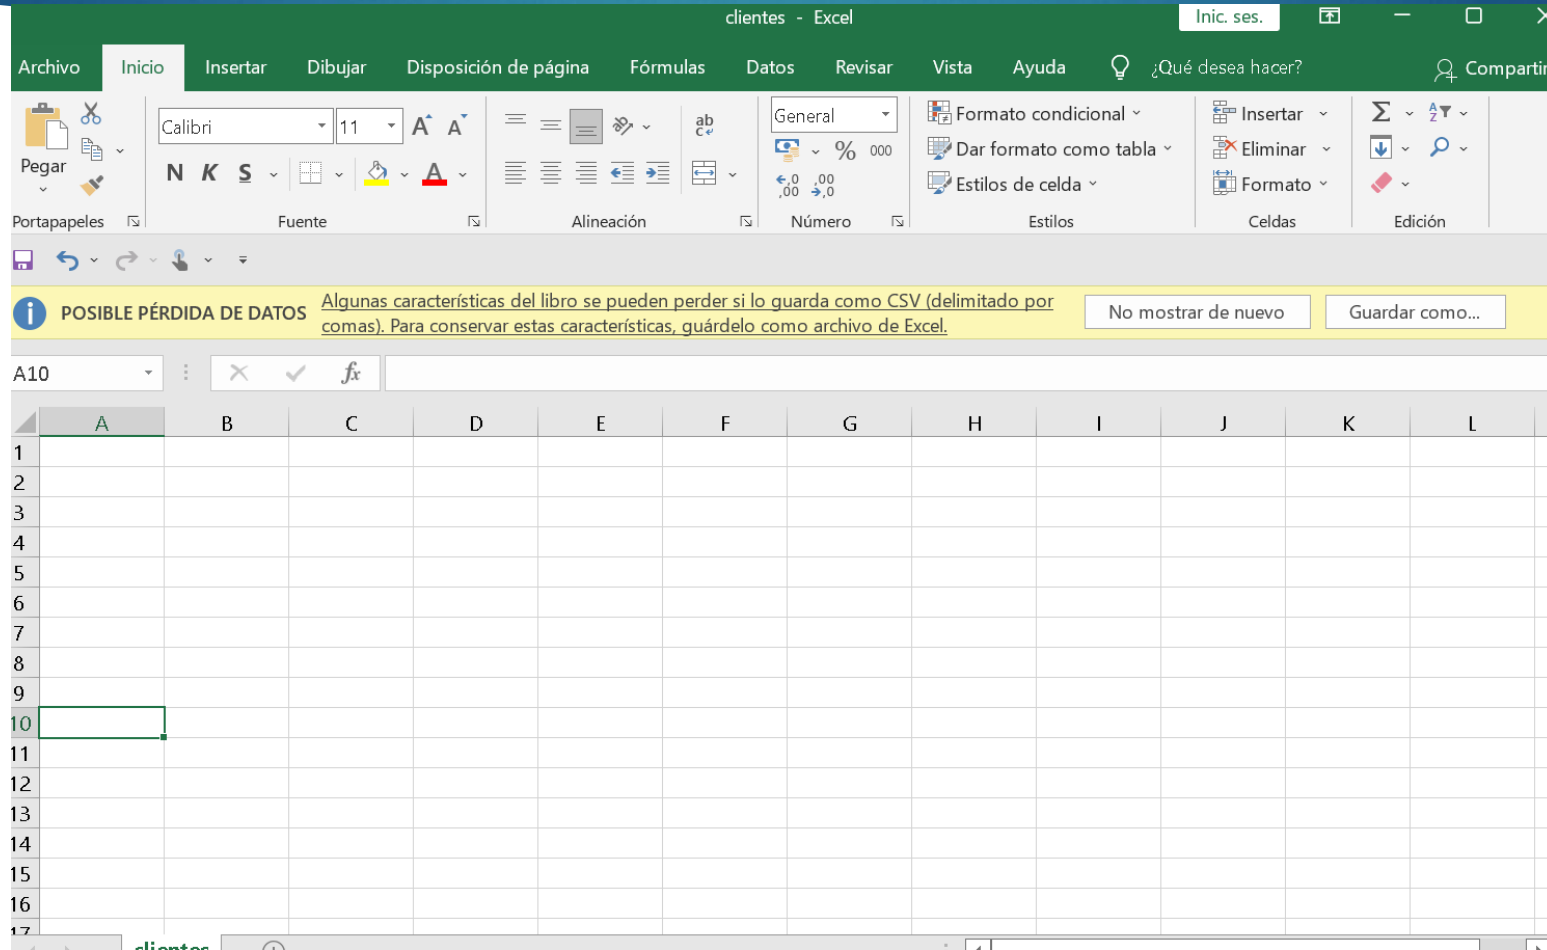 clientes - Excel
Inic. ses.
Archivo Inicio Insertar Dibujar Disposición de página Fórmulas Datos Revisar Vista Ayuda ¿Qué desea hacer? Compartir
Pegar
Calibri 11
N K S
ab
General
% 000
Formato condicional
Dar formato como tabla
Estilos de celda
Insertar
Eliminar
Formato
Portapapeles Fuente Alineación Número Estilos Celdas Edición
POSIBLE PÉRDIDA DE DATOS
Algunas características del libro se pueden perder si lo guarda como CSV (delimitado por
comas). Para conservar estas características, guárdelo como archivo de Excel.
No mostrar de nuevo
Guardar como...
A10
fx
A B C D E F G H I J K L
1
2
3
4
5
6
7
8
9
10
11
12
13
14
15
16
17
clientes